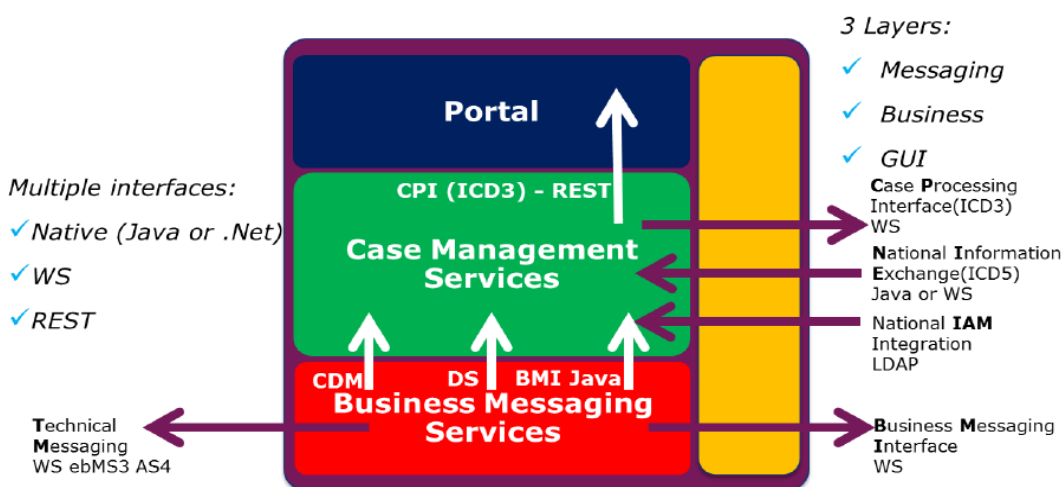 3 Layers:
✓ Messaging
✓ Business
✓ GUI
Portal
Multiple interfaces:
✓Native (Java or .Net)
✓WS
✓REST
CPI (ICD3) - REST
Case Management
Services
Case Processing
Interface(ICD3)
WS
National Information
Exchange(ICD5)
Java or WS
National IAM
Integration
LDAP
CDM
DS
BMI Java
Business Messaging
Services
Technical
Messaging
WS ebMS3 AS4
Business Messaging
Interface
WS